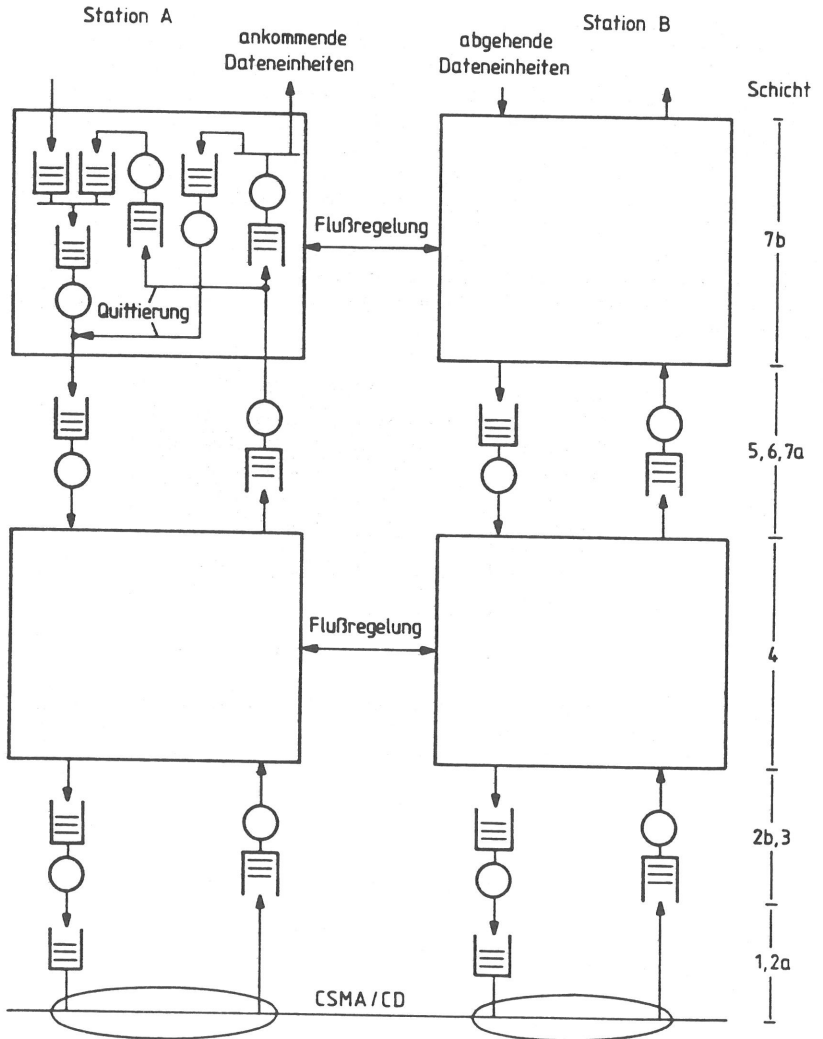 Station A
Station B
ankommende
Dateneinheiten
abgehende
Dateneinheiten
Schicht
Flußregelung
7b
Quittierung
5,6,7a
Flußregelung
4
2b,3
1,2a
CSMA/CD